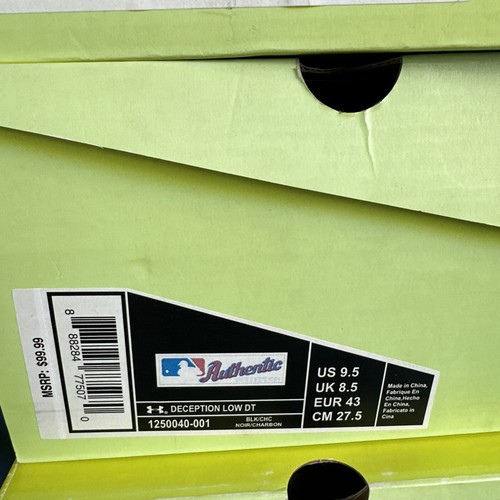 MSRP: $99.99
8 88284 77507 0
Authentic
DECEPTION LOW DT
1250040-001
BLK/CHC
NOIR/CHARBON
US 9.5
UK 8.5
EUR 43
CM 27.5
Made in China,
Fabrique En
Chine,Hecho
En China,
Fabricato in
Cina